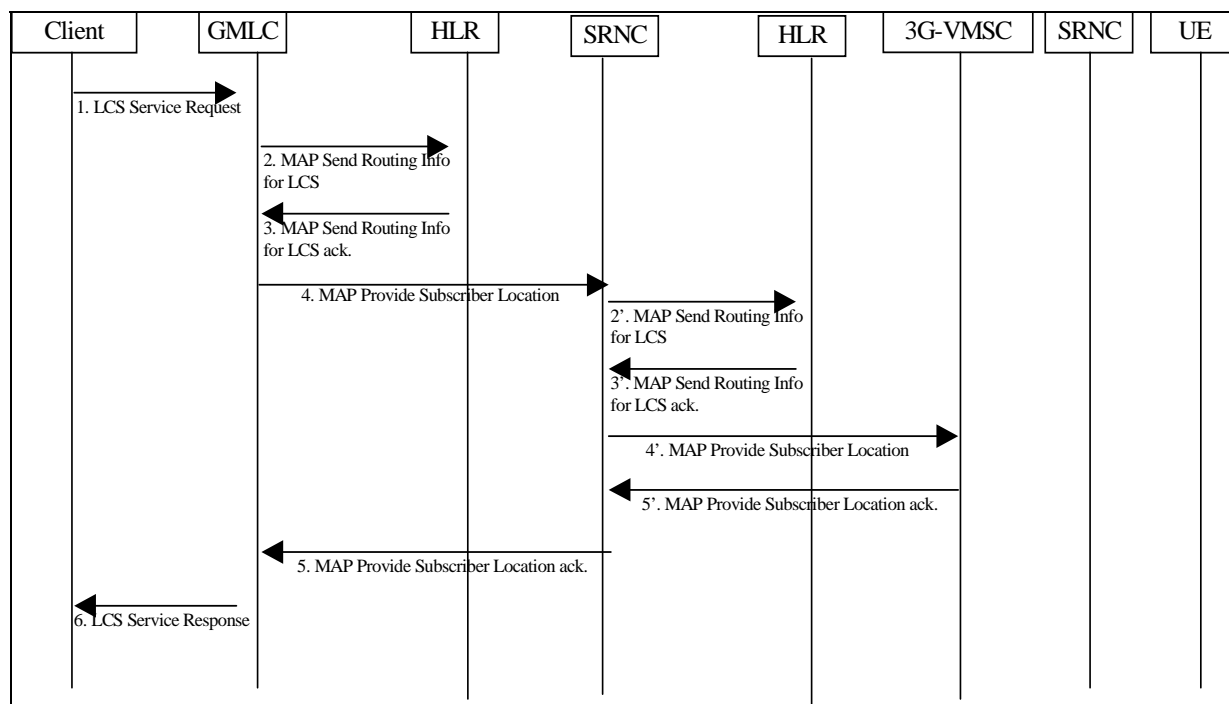 Client GMLC HLR SRNC HLR 3G-VMSC SRNC UE
1. LCS Service Request
2. MAP Send Routing Info
for LCS
3. MAP Send Routing Info
for LCS ack.
4. MAP Provide Subscriber Location
2’. MAP Send Routing Info
for LCS
3’. MAP Send Routing Info
for LCS ack.
4’. MAP Provide Subscriber Location
5’. MAP Provide Subscriber Location ack.
5. MAP Provide Subscriber Location ack.
6. LCS Service Response